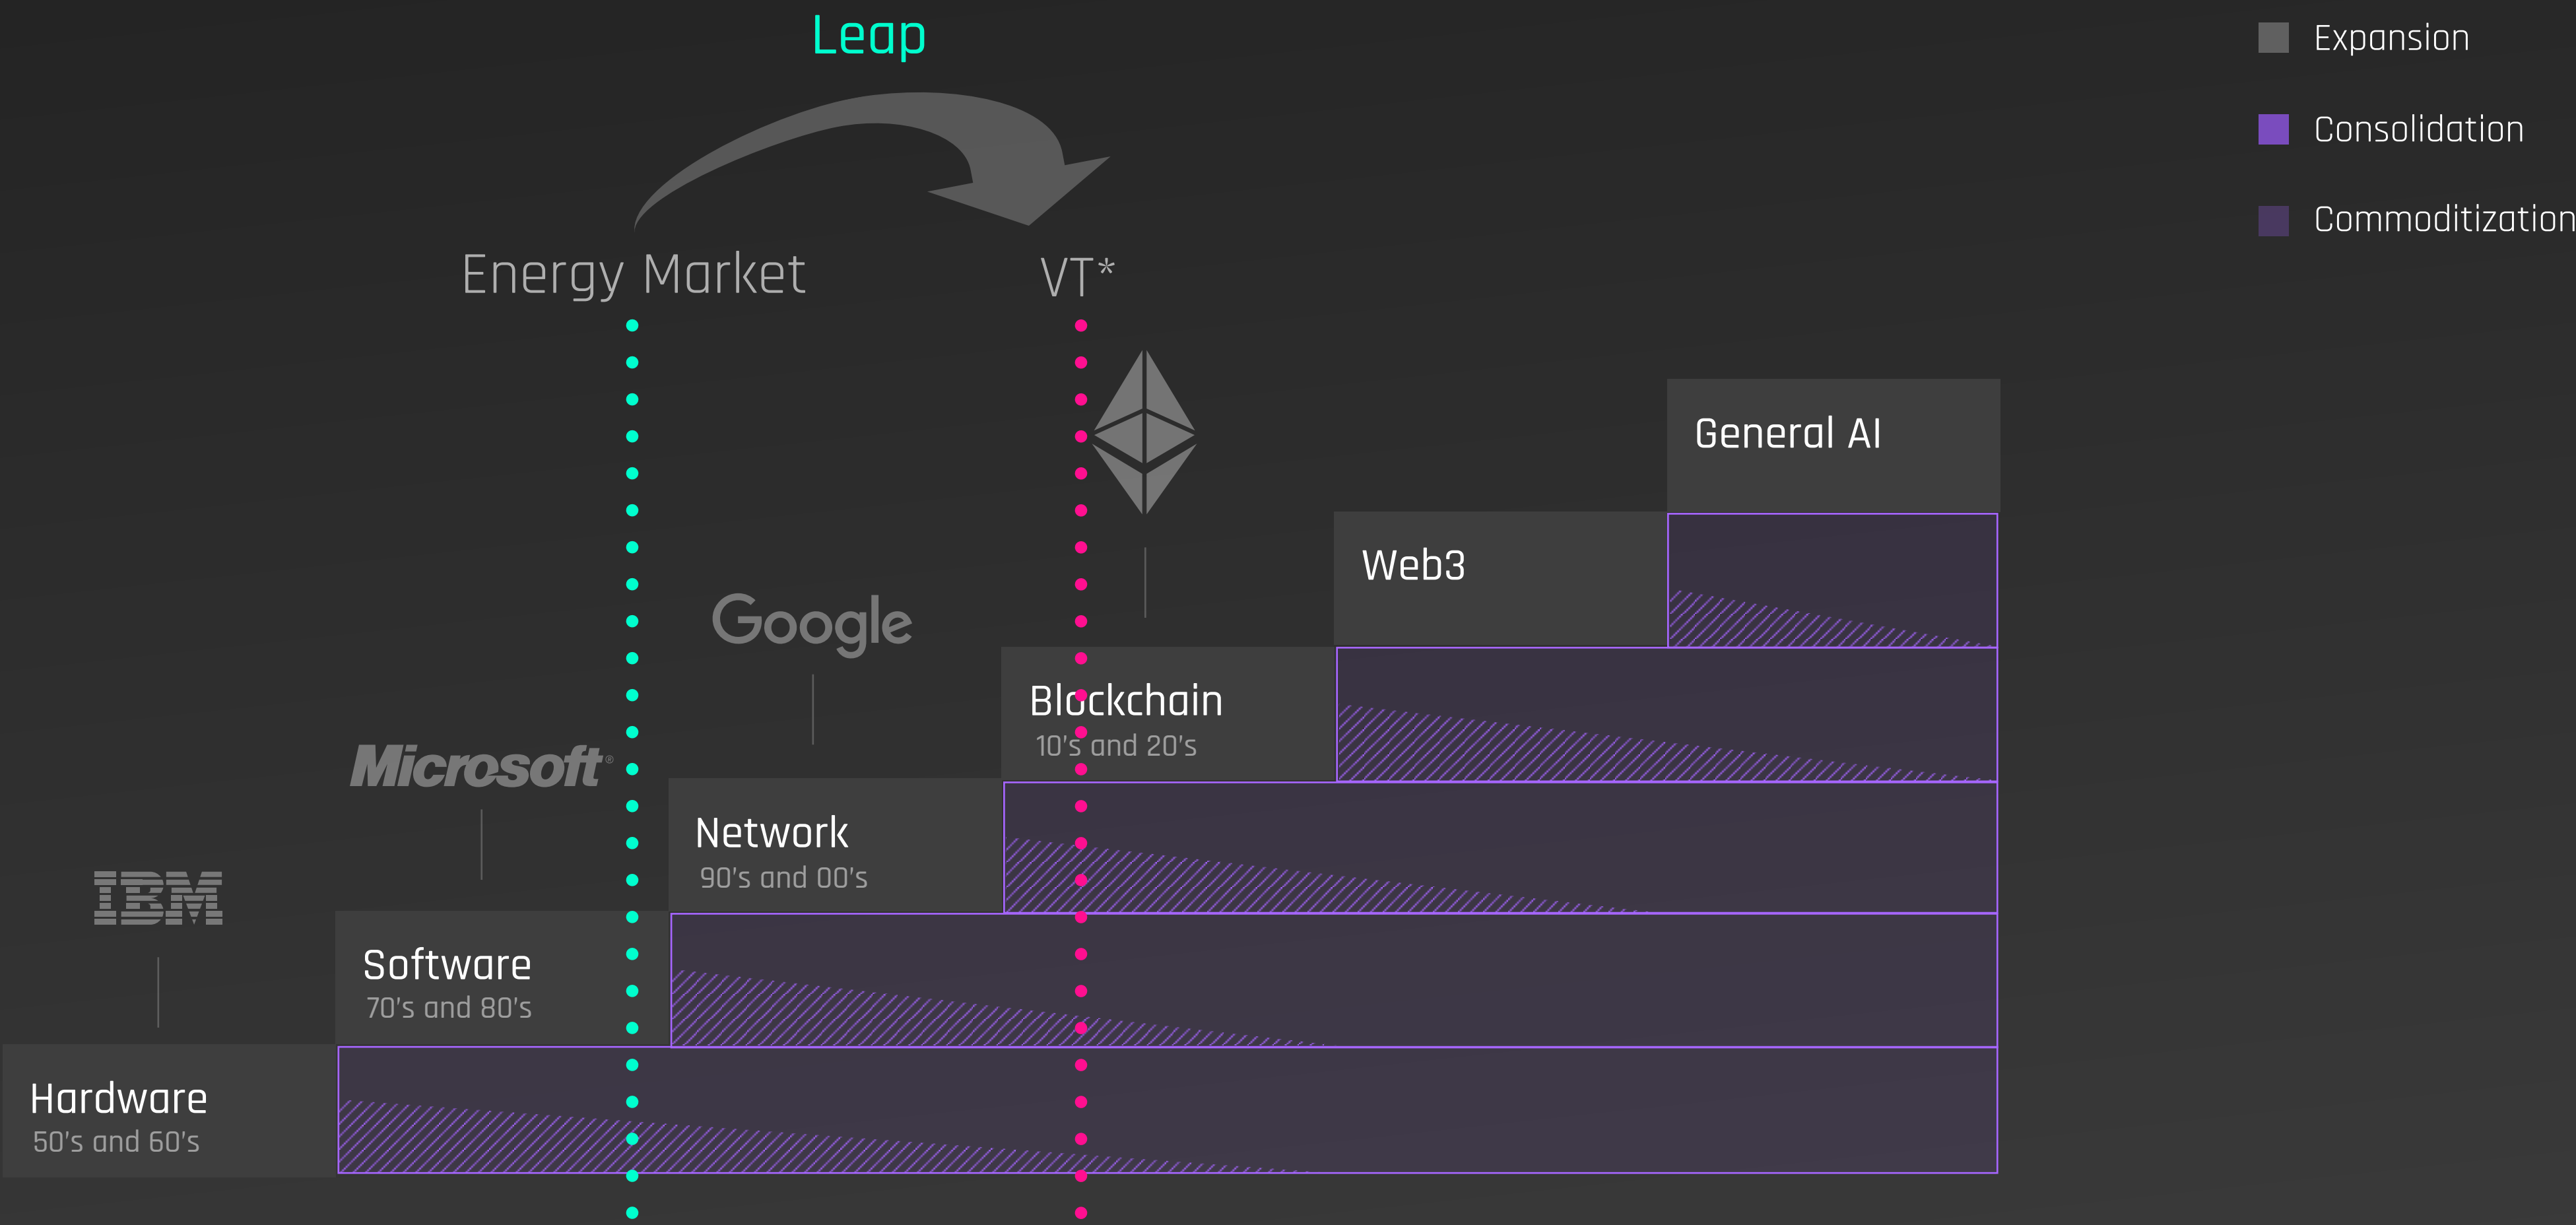 Leap
Expansion
Consolidation
Commoditization
Energy Market
VT*
General AI
Web3
Google
Blockchain
10's and 20's
Microsoft®
Network
90's and 00's
IBM
Software
70's and 80's
Hardware
50's and 60's